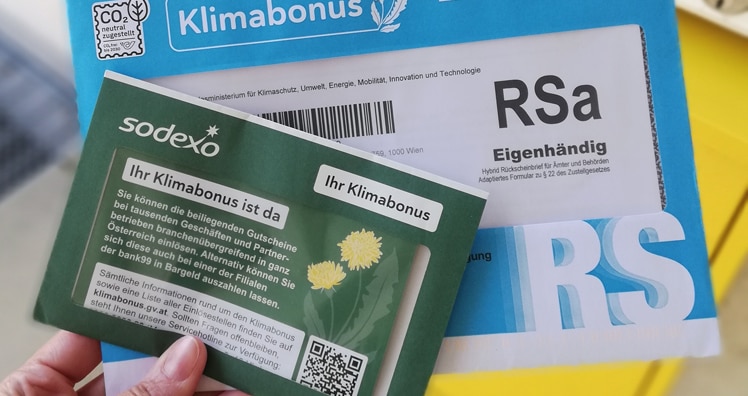 CO₂
neutral
zugestellt
Klimabonus
ministerium für Klimaschutz, Umwelt, Energie, Mobilität, Innovation und Technologie
RSa
Eigenhändig
Hybrid Rückscheinbrief für Ämter und Behörden
Adaptiertes Formular zu § 22 des Zustellgesetzes
1000 Wien
RS
sodexo
Ihr Klimabonus ist da
Ihr Klimabonus
Sie können die beiliegenden Gutscheine
bei tausenden Geschäften und Partner-
betrieben branchenübergreifend in ganz
Österreich einlösen. Alternativ können Sie
sich diese auch bei einer der Filialen
der bank99 in Bargeld auszahlen lassen.
Sämtliche Informationen rund um den Klimabonus
sowie eine Liste aller Einlösestellen finden Sie auf
klimabonus.gv.at. Sollten Fragen offenbleiben,
steht Ihnen unsere Servicehotline zur Verfügung: